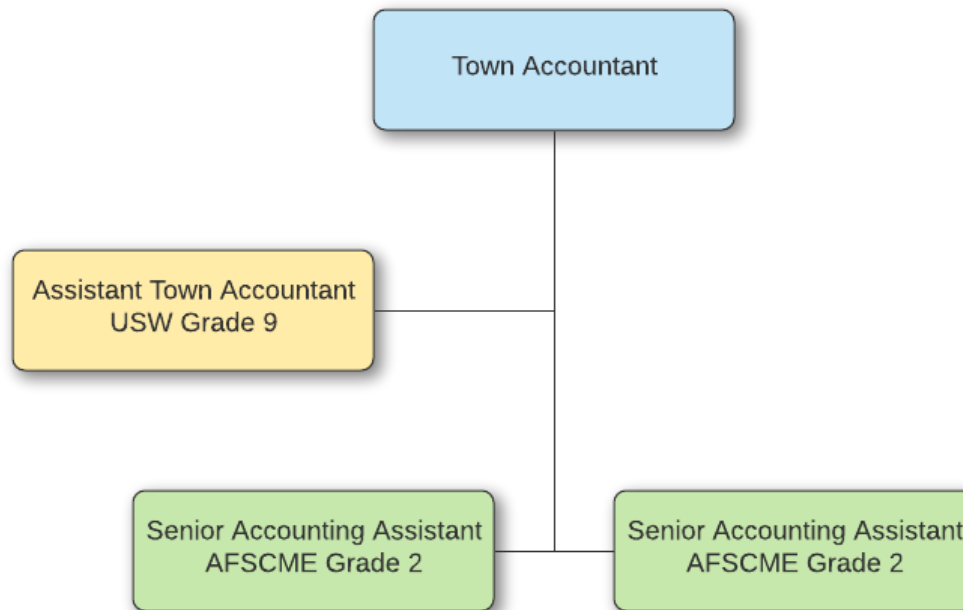 Town Accountant
Assistant Town Accountant
USW Grade 9
Senior Accounting Assistant
AFSCME Grade 2
Senior Accounting Assistant
AFSCME Grade 2